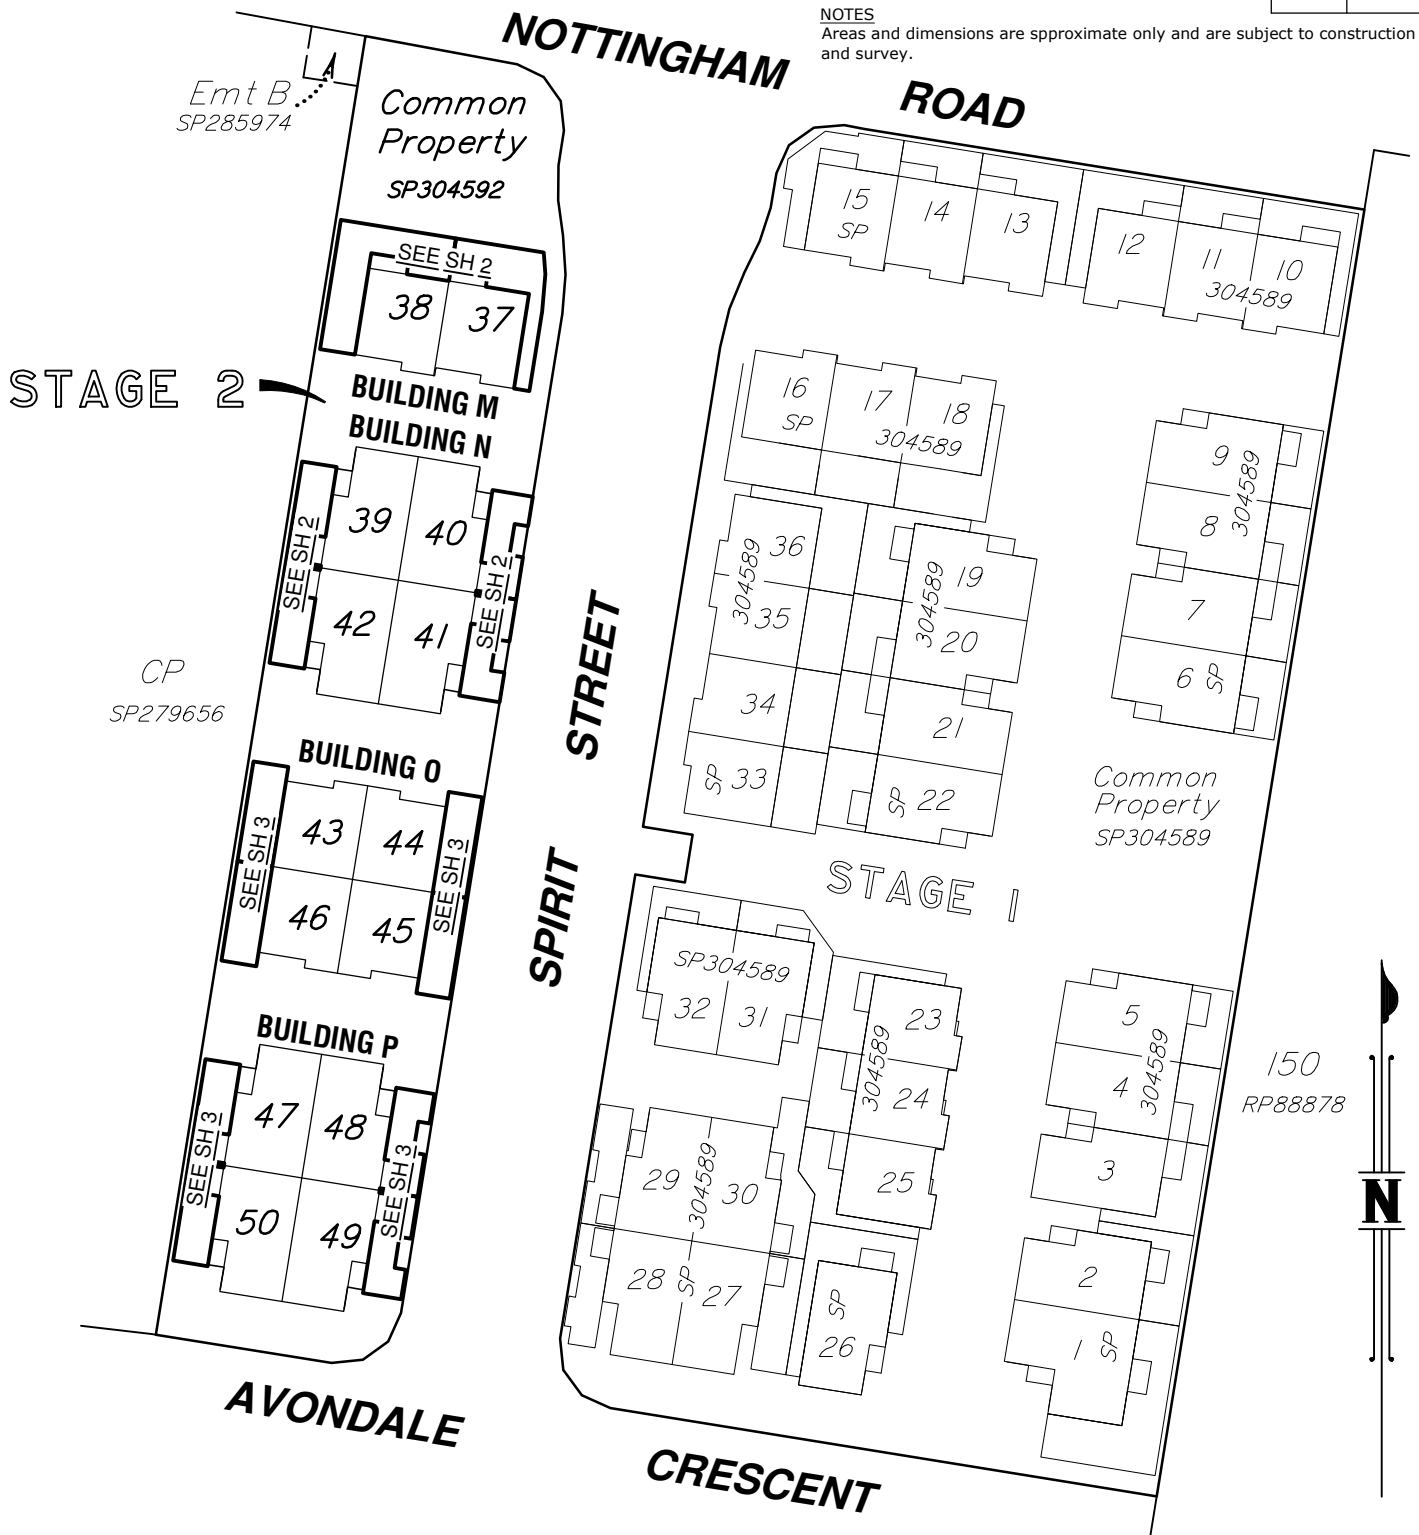 NOTES
Areas and dimensions are spproximate only and are subject to construction
and survey.
NOTTINGHAM ROAD
Emt B
SP285974
A
Common
Property
SP304592
SEE SH 2
38
37
STAGE 2
BUILDING M
BUILDING N
39
40
SEE SH 2
SEE SH 2
42
41
CP
SP279656
BUILDING O
43
44
SEE SH 3
SEE SH 3
46
45
BUILDING P
47
48
SEE SH 3
SEE SH 3
50
49
SPIRIT STREET
15
SP
14
13
12
11
10
304589
16
SP
17
18
304589
9
304589
8
7
6
SP
36
304589
35
34
33
SP
19
304589
20
21
22
SP
Common
Property
SP304589
STAGE 1
SP304589
32
31
23
304589
24
25
5
304589
4
3
150
RP88878
29
304589
30
28
SP
27
SP
26
2
1
SP
N
AVONDALE CRESCENT